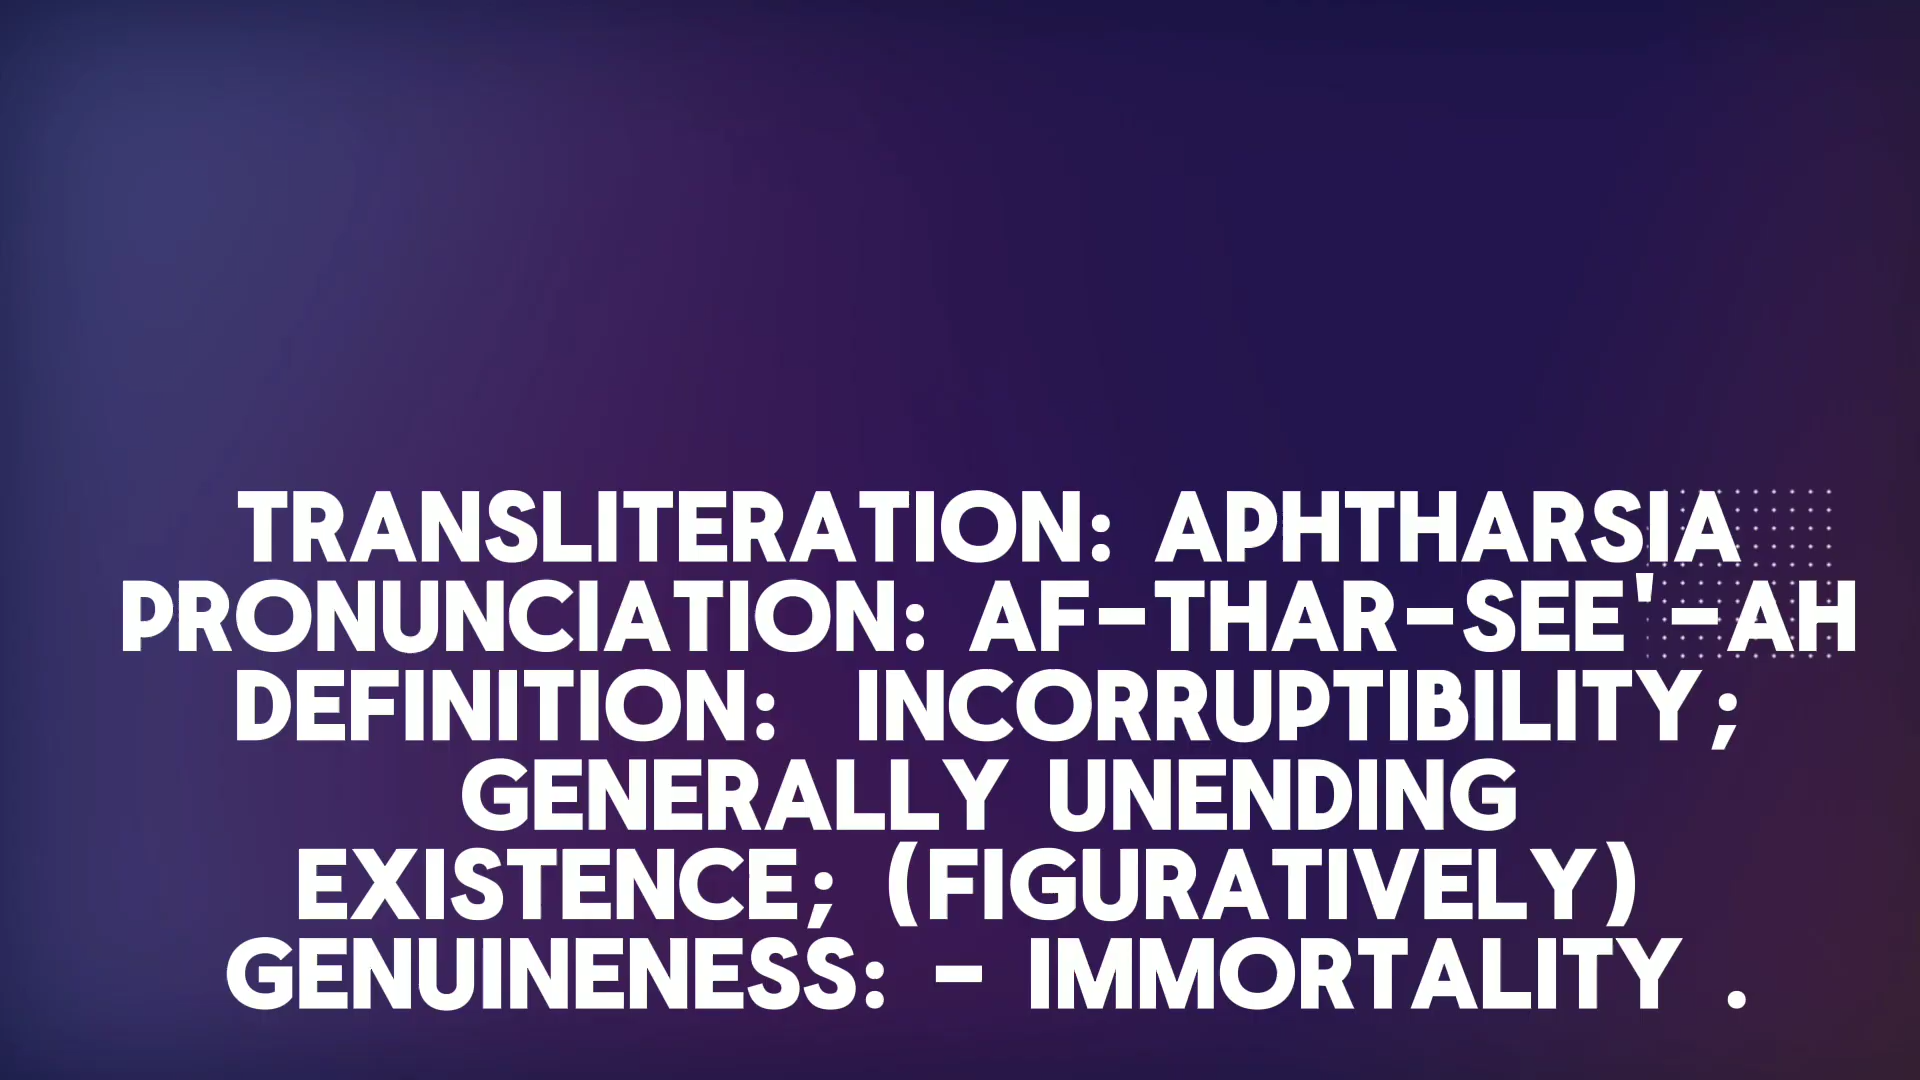 TRANSLITERATION: APHTHARSIA
PRONUNCIATION: AF-THAR-SEE'-AH
DEFINITION: INCORRUPTIBILITY;
GENERALLY UNENDING
EXISTENCE; (FIGURATIVELY)
GENUINENESS: - IMMORTALITY .